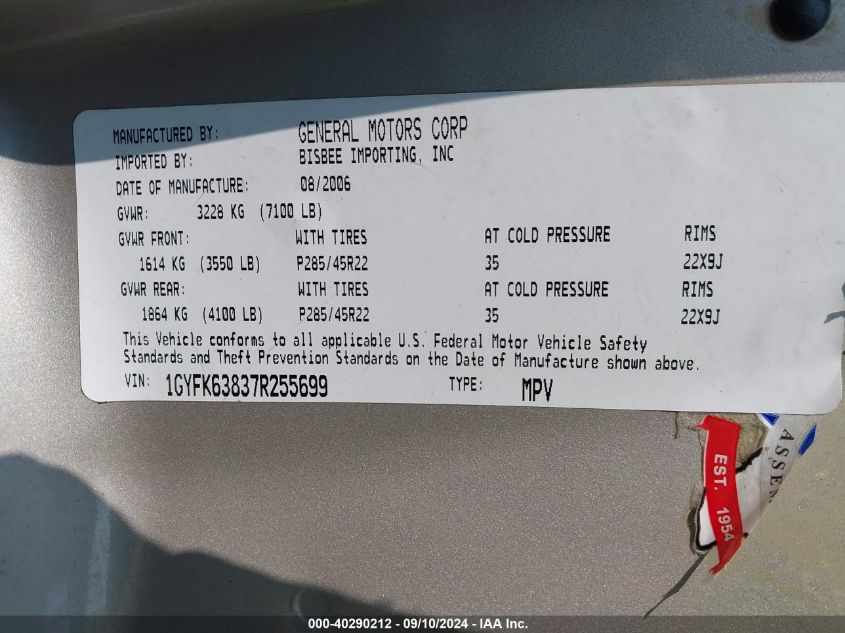 MANUFACTURED BY: GENERAL MOTORS CORP
IMPORTED BY: BISBEE IMPORTING, INC
DATE OF MANUFACTURE: 08/2006
GVWR: 3228 KG (7100 LB)
GVWR FRONT: WITH TIRES AT COLD PRESSURE RIMS
1614 KG (3550 LB) P285/45R22 35 22X9J
GVWR REAR: WITH TIRES AT COLD PRESSURE RIMS
1864 KG (4100 LB) P285/45R22 35 22X9J
This Vehicle conforms to all applicable U.S. Federal Motor Vehicle Safety
Standards and Theft Prevention Standards on the Date of Manufacture shown above.
VIN: 1GYFK63837R255699 TYPE: MPV
EST. 1954
000-40290212 - 09/10/2024 - IAA Inc.